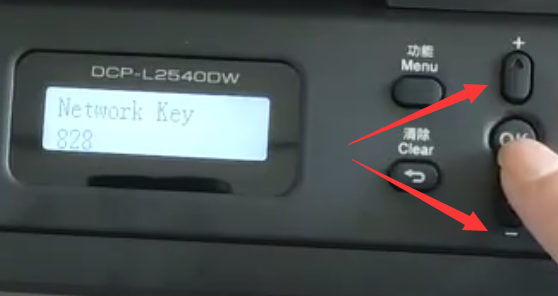 DCP-L2540DW
Network Key
828
功能
Menu
清除
Clear
+
OK
−